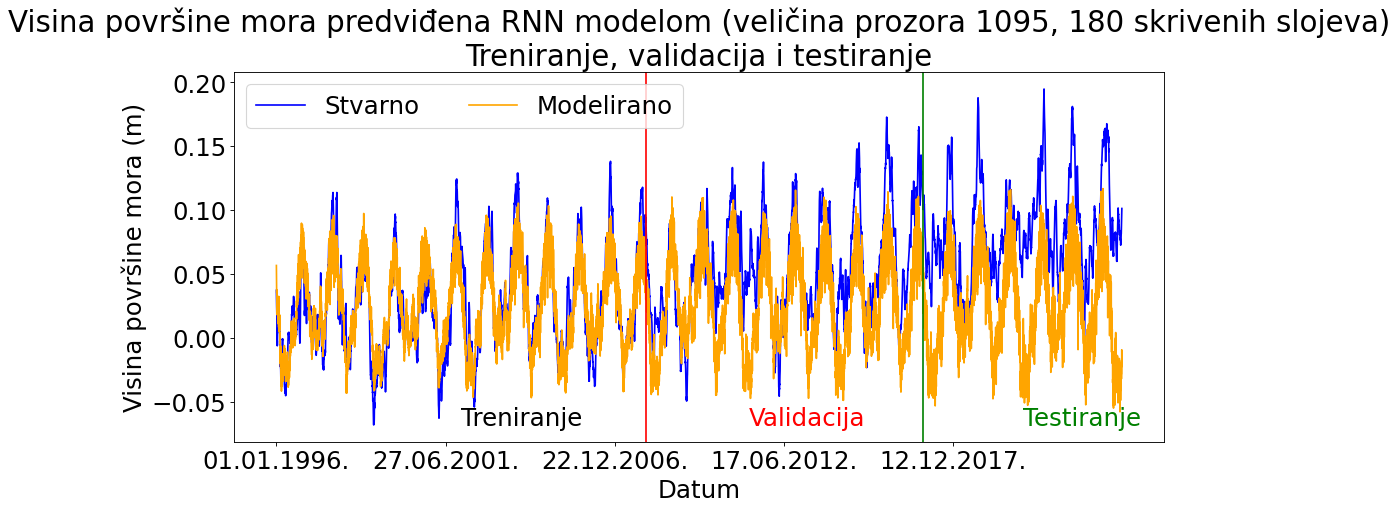 Visina površine mora predviđena RNN modelom (veličina prozora 1095, 180 skrivenih slojeva)
Treniranje, validacija i testiranje
Stvarno
Modelirano
Visina površine mora (m)
0.20
0.15
0.10
0.05
0.00
−0.05
Treniranje
Validacija
Testiranje
01.01.1996.
27.06.2001.
22.12.2006.
17.06.2012.
12.12.2017.
Datum